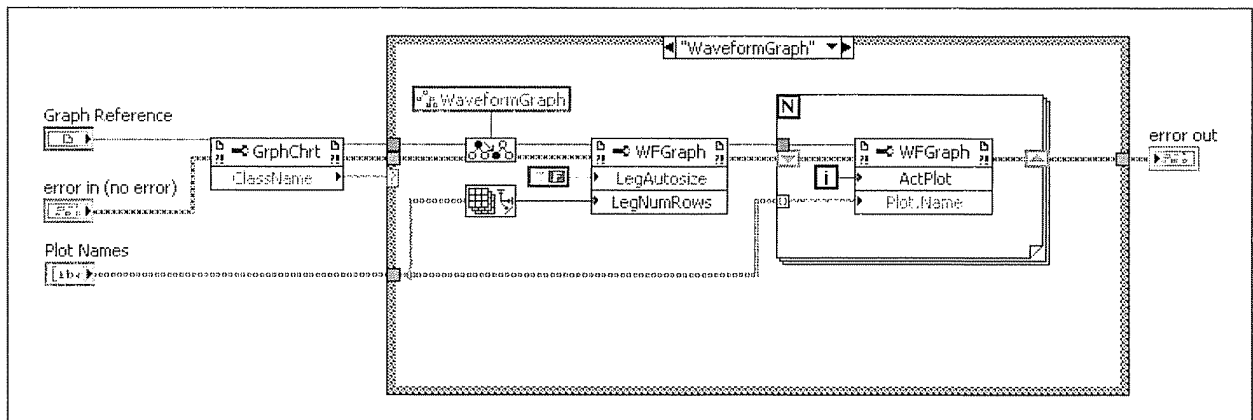 "WaveformGraph"
WaveformGraph
Graph Reference
GrphChrt
ClassName
error in (no error)
Plot Names
abc
WFGraph
LegAutosize
LegNumRows
F
N
i
WFGraph
ActPlot
Plot.Name
error out